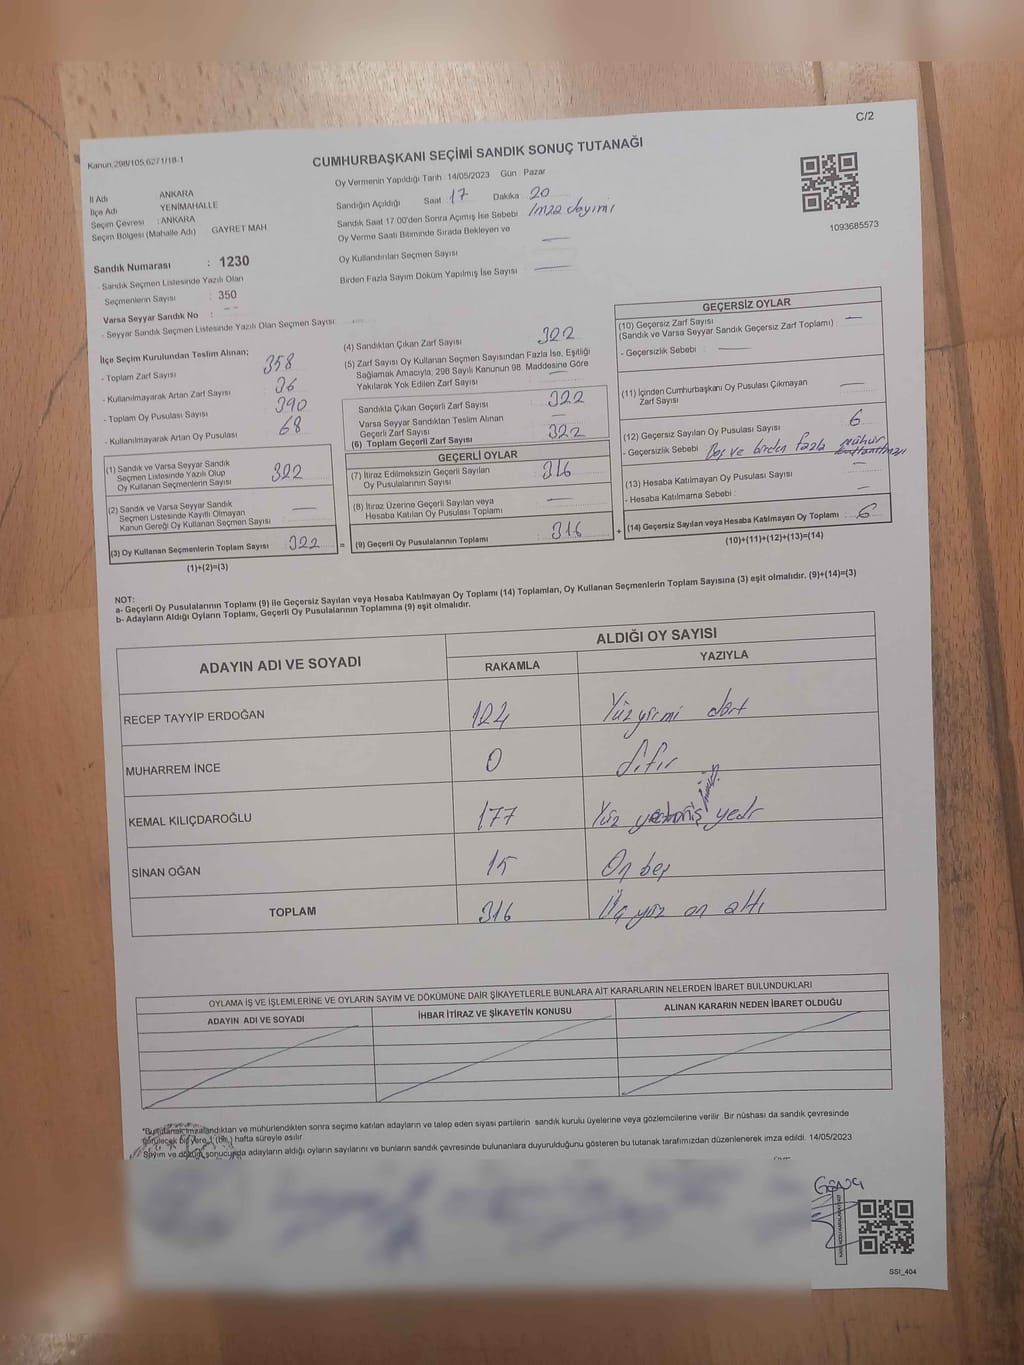 C/2
Kanun,298/105,6271/18-1
CUMHURBAŞKANI SEÇİMİ SANDIK SONUÇ TUTANAĞI
İl Adı ANKARA
İlçe Adı YENİMAHALLE
Seçim Çevresi : ANKARA
Seçim Bölgesi (Mahalle Adı) GAYRET MAH.
Oy Vermenin Yapıldığı Tarih 14/05/2023 Gün Pazar
Sandığın Açıldığı Saat 17 Dakika 20
Sandık Saat 17.00'den Sonra Açımış İse Sebebi İmza dayımı
Oy Verme Saati Bitiminde Sırada Bekleyen ve
Oy Kullandırılan Seçmen Sayısı
Birden Fazla Sayım Döküm Yapılmış İse Sayısı
1093685573
Sandık Numarası : 1230
- Sandık Seçmen Listesinde Yazılı Olan
Seçmenlerin Sayısı : 350
Varsa Seyyar Sandık No : --
- Seyyar Sandık Seçmen Listesinde Yazılı Olan Seçmen Sayısı
İlçe Seçim Kurulundan Teslim Alınan;
- Toplam Zarf Sayısı 358
- Kullanılmayarak Artan Zarf Sayısı 36
- Toplam Oy Pusulası Sayısı 390
- Kullanılmayarak Artan Oy Pusulası 68
(1) Sandık ve Varsa Seyyar Sandık
Seçmen Listesinde Yazılı Olup
Oy Kullanan Seçmenlerin Sayısı 322
(2) Sandık ve Varsa Seyyar Sandık
Seçmen Listesinde Kayıtlı Olmayan
Kanun Gereği Oy Kullanan Seçmen Sayısı —
(3) Oy Kullanan Seçmenlerin Toplam Sayısı 322 =
(1)+(2)=(3)
(4) Sandıktan Çıkan Zarf Sayısı 322
(5) Zarf Sayısı Oy Kullanan Seçmen Sayısından Fazla İse, Eşitliği
Sağlamak Amacıyla, 298 Sayılı Kanunun 98. Maddesine Göre
Yakılarak Yok Edilen Zarf Sayısı —
Sandıkta Çıkan Geçerli Zarf Sayısı 322
Varsa Seyyar Sandıktan Teslim Alınan
Geçerli Zarf Sayısı —
(6) Toplam Geçerli Zarf Sayısı 322
GEÇERLİ OYLAR
(7) İtiraz Edilmeksizin Geçerli Sayılan
Oy Pusulasının Sayısı 316
(8) İtiraz Üzerine Geçerli Sayılan veya
Hesaba Katılan Oy Pusulası Toplamı —
(9) Geçerli Oy Pusulalarının Toplamı 316 +
GEÇERSİZ OYLAR
(10) Geçersiz Zarf Sayısı —
(Sandık ve Varsa Seyyar Sandık Geçersiz Zarf Toplamı)
- Geçersizlik Sebebi —
(11) İçinden Cumhurbaşkanı Oy Pusulası Çıkmayan
Zarf Sayısı —
(12) Geçersiz Sayılan Oy Pusulası Sayısı 6
- Geçersizlik Sebebi Boş ve birden fazla mühür
(13) Hesaba Katılmayan Oy Pusulası Sayısı —
- Hesaba Katılmama Sebebi : —
(14) Geçersiz Sayılan veya Hesaba Katılmayan Oy Toplamı 6
(10)+(11)+(12)+(13)=(14)
NOT:
a- Geçerli Oy Pusulalarının Toplamı (9) ile Geçersiz Sayılan veya Hesaba Katılmayan Oy Toplamı (14) Toplamları, Oy Kullanan Seçmenlerin Toplam Sayısına (3) eşit olmalıdır. (9)+(14)=(3)
b- Adayların Aldığı Oyların Toplamı, Geçerli Oy Pusulalarının Toplamına (9) eşit olmalıdır.
ADAYIN ADI VE SOYADI ALDIĞI OY SAYISI
RAKAMLA YAZIYLA
RECEP TAYYİP ERDOĞAN 124 Yüz yirmi dört
MUHARREM İNCE 0 Sıfır
KEMAL KILIÇDAROĞLU 177 Yüz yetmiş yedi
SİNAN OĞAN 15 On beş
TOPLAM 316 Üç yüz on altı
OYLAMA İŞ VE İŞLEMLERİNE VE OYLARIN SAYIM VE DÖKÜMÜNE DAİR ŞİKAYETLERLE BUNLARA AİT KARARLARIN NELERDEN İBARET BULUNDUKLARI
ADAYIN ADI VE SOYADI İHBAR İTİRAZ VE ŞİKAYETİN KONUSU ALINAN KARARIN NEDEN İBARET OLDUĞU
*Bu tutanak imzalandıktan ve mühürlendikten sonra seçime katılan adayların ve talep eden siyasi partilerin sandık kurulu üyelerine veya gözlemcilerine verilir. Bir nüshası da sandık çevresinde
görülecek bir yere 1 (bir) hafta süreyle asılır
Sayım ve döküm sonucunda adayların aldığı oyların sayılarını ve bunların sandık çevresinde bulunanlara duyurulduğunu gösteren bu tutanak tarafımızdan düzenlenerek imza edildi. 14/05/2023
SSI_404